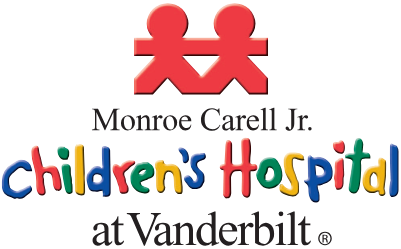 Monroe Carell Jr.
Children's Hospital
at Vanderbilt ®